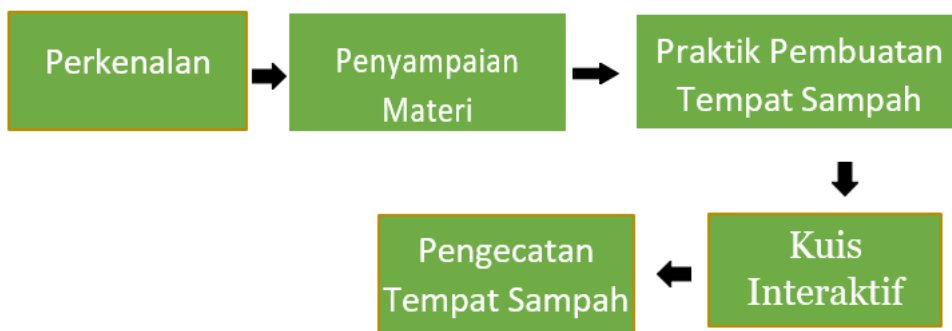 Perkenalan
Penyampaian
Materi
Praktik Pembuatan
Tempat Sampah
Kuis
Interaktif
Pengecatan
Tempat Sampah